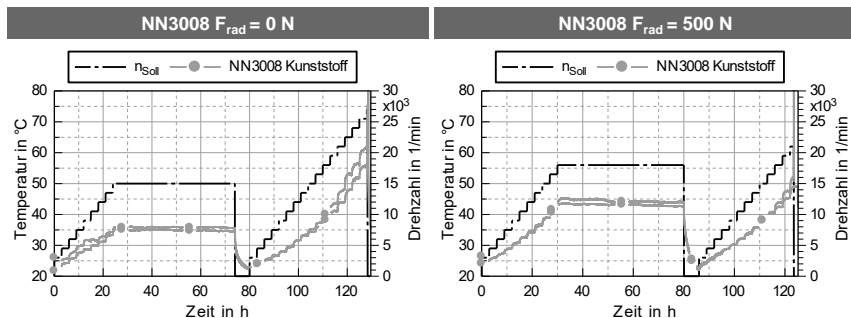 NN3008 Frad = 0 N
NN3008 Frad = 500 N
nSoll NN3008 Kunststoff
nSoll NN3008 Kunststoff
Temperatur in °C
80
70
60
50
40
30
20
30
x10³
25
20
15
10
5
0
Drehzahl in 1/min
0 20 40 60 80 100 120
Zeit in h
Temperatur in °C
80
70
60
50
40
30
20
30
x10³
25
20
15
10
5
0
Drehzahl in 1/min
0 20 40 60 80 100 120
Zeit in h